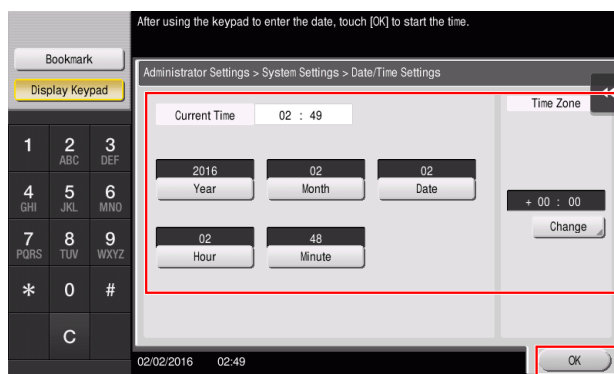 After using the keypad to enter the date, touch [OK] to start the time.
Bookmark
Display Keypad
Administrator Settings > System Settings > Date/Time Settings
Current Time 02 : 49
Time Zone
2016 02 02
Year Month Date
+ 00 : 00
Change
02 48
Hour Minute
1 2 ABC 3 DEF
4 GHI 5 JKL 6 MNO
7 PQRS 8 TUV 9 WXYZ
* 0 #
C
02/02/2016 02:49
OK